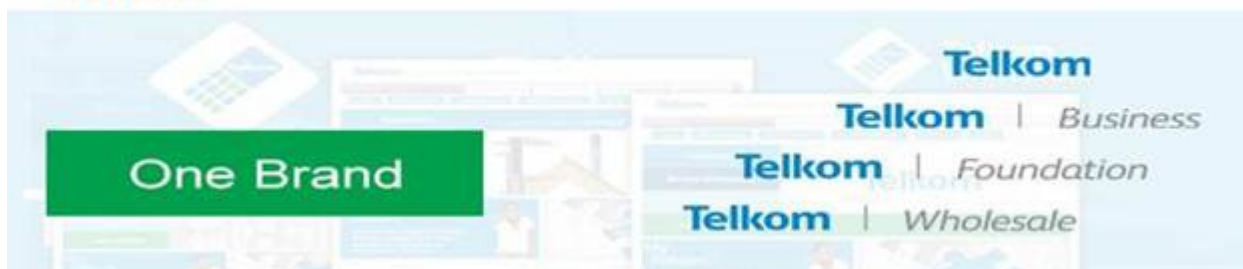 Telkom
Telkom | Business
One Brand
Telkom | Foundation
Telkom | Wholesale